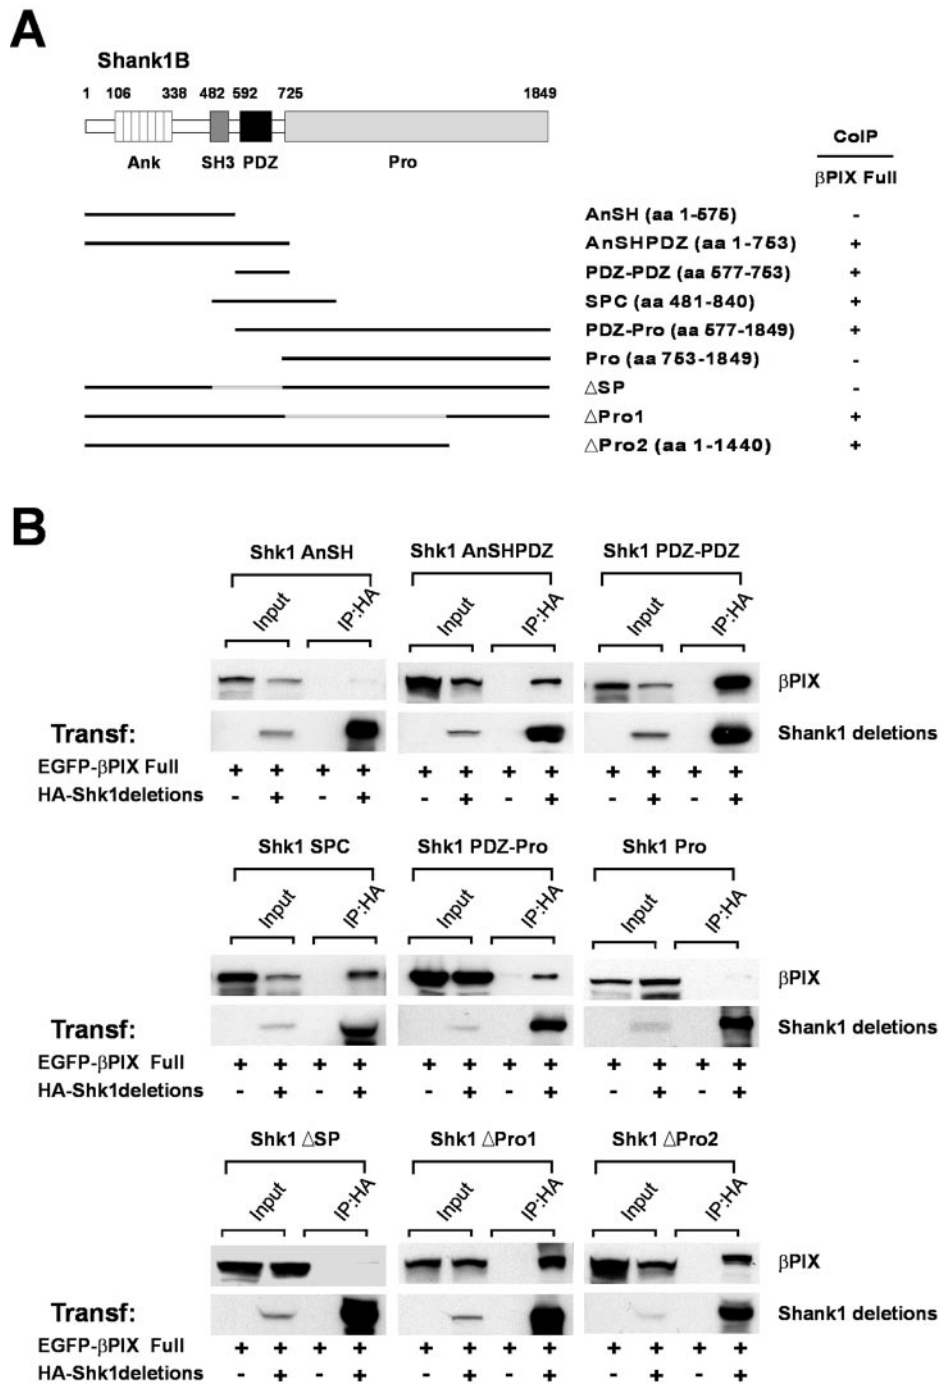 A
Shank1B
1 106 338 482 592 725 1849
Ank SH3 PDZ Pro
CoIP
βPIX Full
AnSH (aa 1-575) -
AnSHPDZ (aa 1-753) +
PDZ-PDZ (aa 577-753) +
SPC (aa 481-840) +
PDZ-Pro (aa 577-1849) +
Pro (aa 753-1849) -
△SP -
△Pro1 +
△Pro2 (aa 1-1440) +
B
Shk1 AnSH Shk1 AnSHPDZ Shk1 PDZ-PDZ
Input IP:HA Input IP:HA Input IP:HA
βPIX
Transf: Shank1 deletions
EGFP-βPIX Full + + + + + + + + + + + +
HA-Shk1deletions - + - + - + - + - + - +
Shk1 SPC Shk1 PDZ-Pro Shk1 Pro
Input IP:HA Input IP:HA Input IP:HA
βPIX
Transf: Shank1 deletions
EGFP-βPIX Full + + + + + + + + + + + +
HA-Shk1deletions - + - + - + - + - + - +
Shk1 △SP Shk1 △Pro1 Shk1 △Pro2
Input IP:HA Input IP:HA Input IP:HA
βPIX
Transf: Shank1 deletions
EGFP-βPIX Full + + + + + + + + + + + +
HA-Shk1deletions - + - + - + - + - + - +